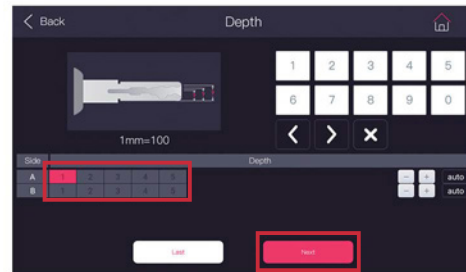 Back
Depth
1 2 3 4 5
6 7 8 9 0
1mm=100
Side Depth
A 1 2 3 4 5 - + auto
B 1 2 3 4 5 - + auto
Last Next